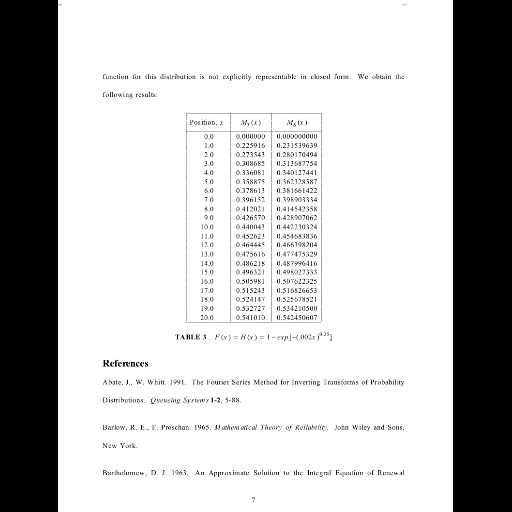 function for this distribution is not explicitly representable in closed form. We obtain the
following results:
Position, x M_Y(x) M_X(x)
0.0 0.000000 0.000000000
1.0 0.225916 0.231539639
2.0 0.273543 0.280170494
3.0 0.308685 0.313687754
4.0 0.336081 0.340127441
5.0 0.358875 0.362328587
6.0 0.378613 0.381661422
7.0 0.396152 0.398903334
8.0 0.412021 0.414542358
9.0 0.426570 0.428907062
10.0 0.440043 0.442230324
11.0 0.452623 0.454683836
12.0 0.464445 0.466398204
13.0 0.475616 0.477475329
14.0 0.486218 0.487996416
15.0 0.496321 0.498027333
16.0 0.505981 0.507622325
17.0 0.515243 0.516826653
18.0 0.524147 0.525678521
19.0 0.532727 0.534210500
20.0 0.541010 0.542450607
TABLE 3. F(x) = H(x) = 1 − exp[−(.002x)^0.25]
References
Abate, J., W. Whitt. 1991. The Fourier Series Method for Inverting Transforms of Probability
Distributions. Queueing Systems 1-2, 5-88.
Barlow, R. E., F. Proschan. 1965. Mathematical Theory of Reliability. John Wiley and Sons,
New York.
Bartholomew, D. J. 1963. An Approximate Solution to the Integral Equation of Renewal
7